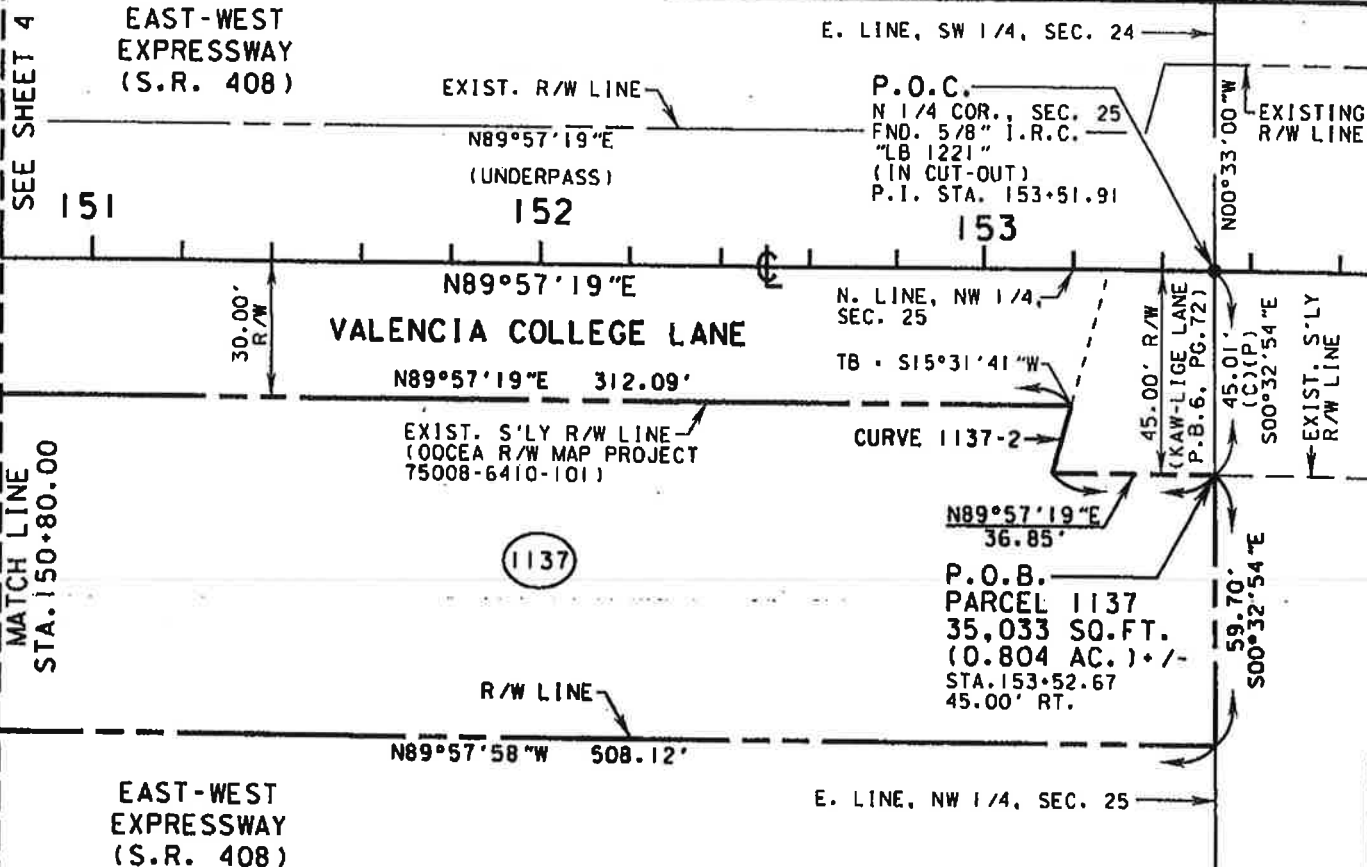 SEE SHEET 4
EAST-WEST
EXPRESSWAY
(S.R. 408)
E. LINE, SW 1/4, SEC. 24
EXIST. R/W LINE
N89°57'19"E
(UNDERPASS)
P.O.C.
N 1/4 COR., SEC. 25
FND. 5/8" I.R.C.
"LB 1221"
(IN CUT-OUT)
P.I. STA. 153+51.91
N00°33'00"W
EXISTING
R/W LINE
151
152
153
N89°57'19"E
℄
30.00'
R/W
VALENCIA COLLEGE LANE
N. LINE, NW 1/4,
SEC. 25
TB = S15°31'41"W
N89°57'19"E 312.09'
EXIST. S'LY R/W LINE
(OOCEA R/W MAP PROJECT
75008-6410-101)
CURVE 1137-2
45.00' R/W
(KAW-LIGE LANE
P.B.6, PG.72)
45.01'
(C)(P)
S00°32'54"E
EXIST. S'LY
R/W LINE
N89°57'19"E
36.85'
MATCH LINE
STA.150+80.00
1137
P.O.B.
PARCEL 1137
35,033 SQ.FT.
(0.804 AC.)+/-
STA.153+52.67
45.00' RT.
59.70'
S00°32'54"E
R/W LINE
N89°57'58"W 508.12'
EAST-WEST
EXPRESSWAY
(S.R. 408)
E. LINE, NW 1/4, SEC. 25